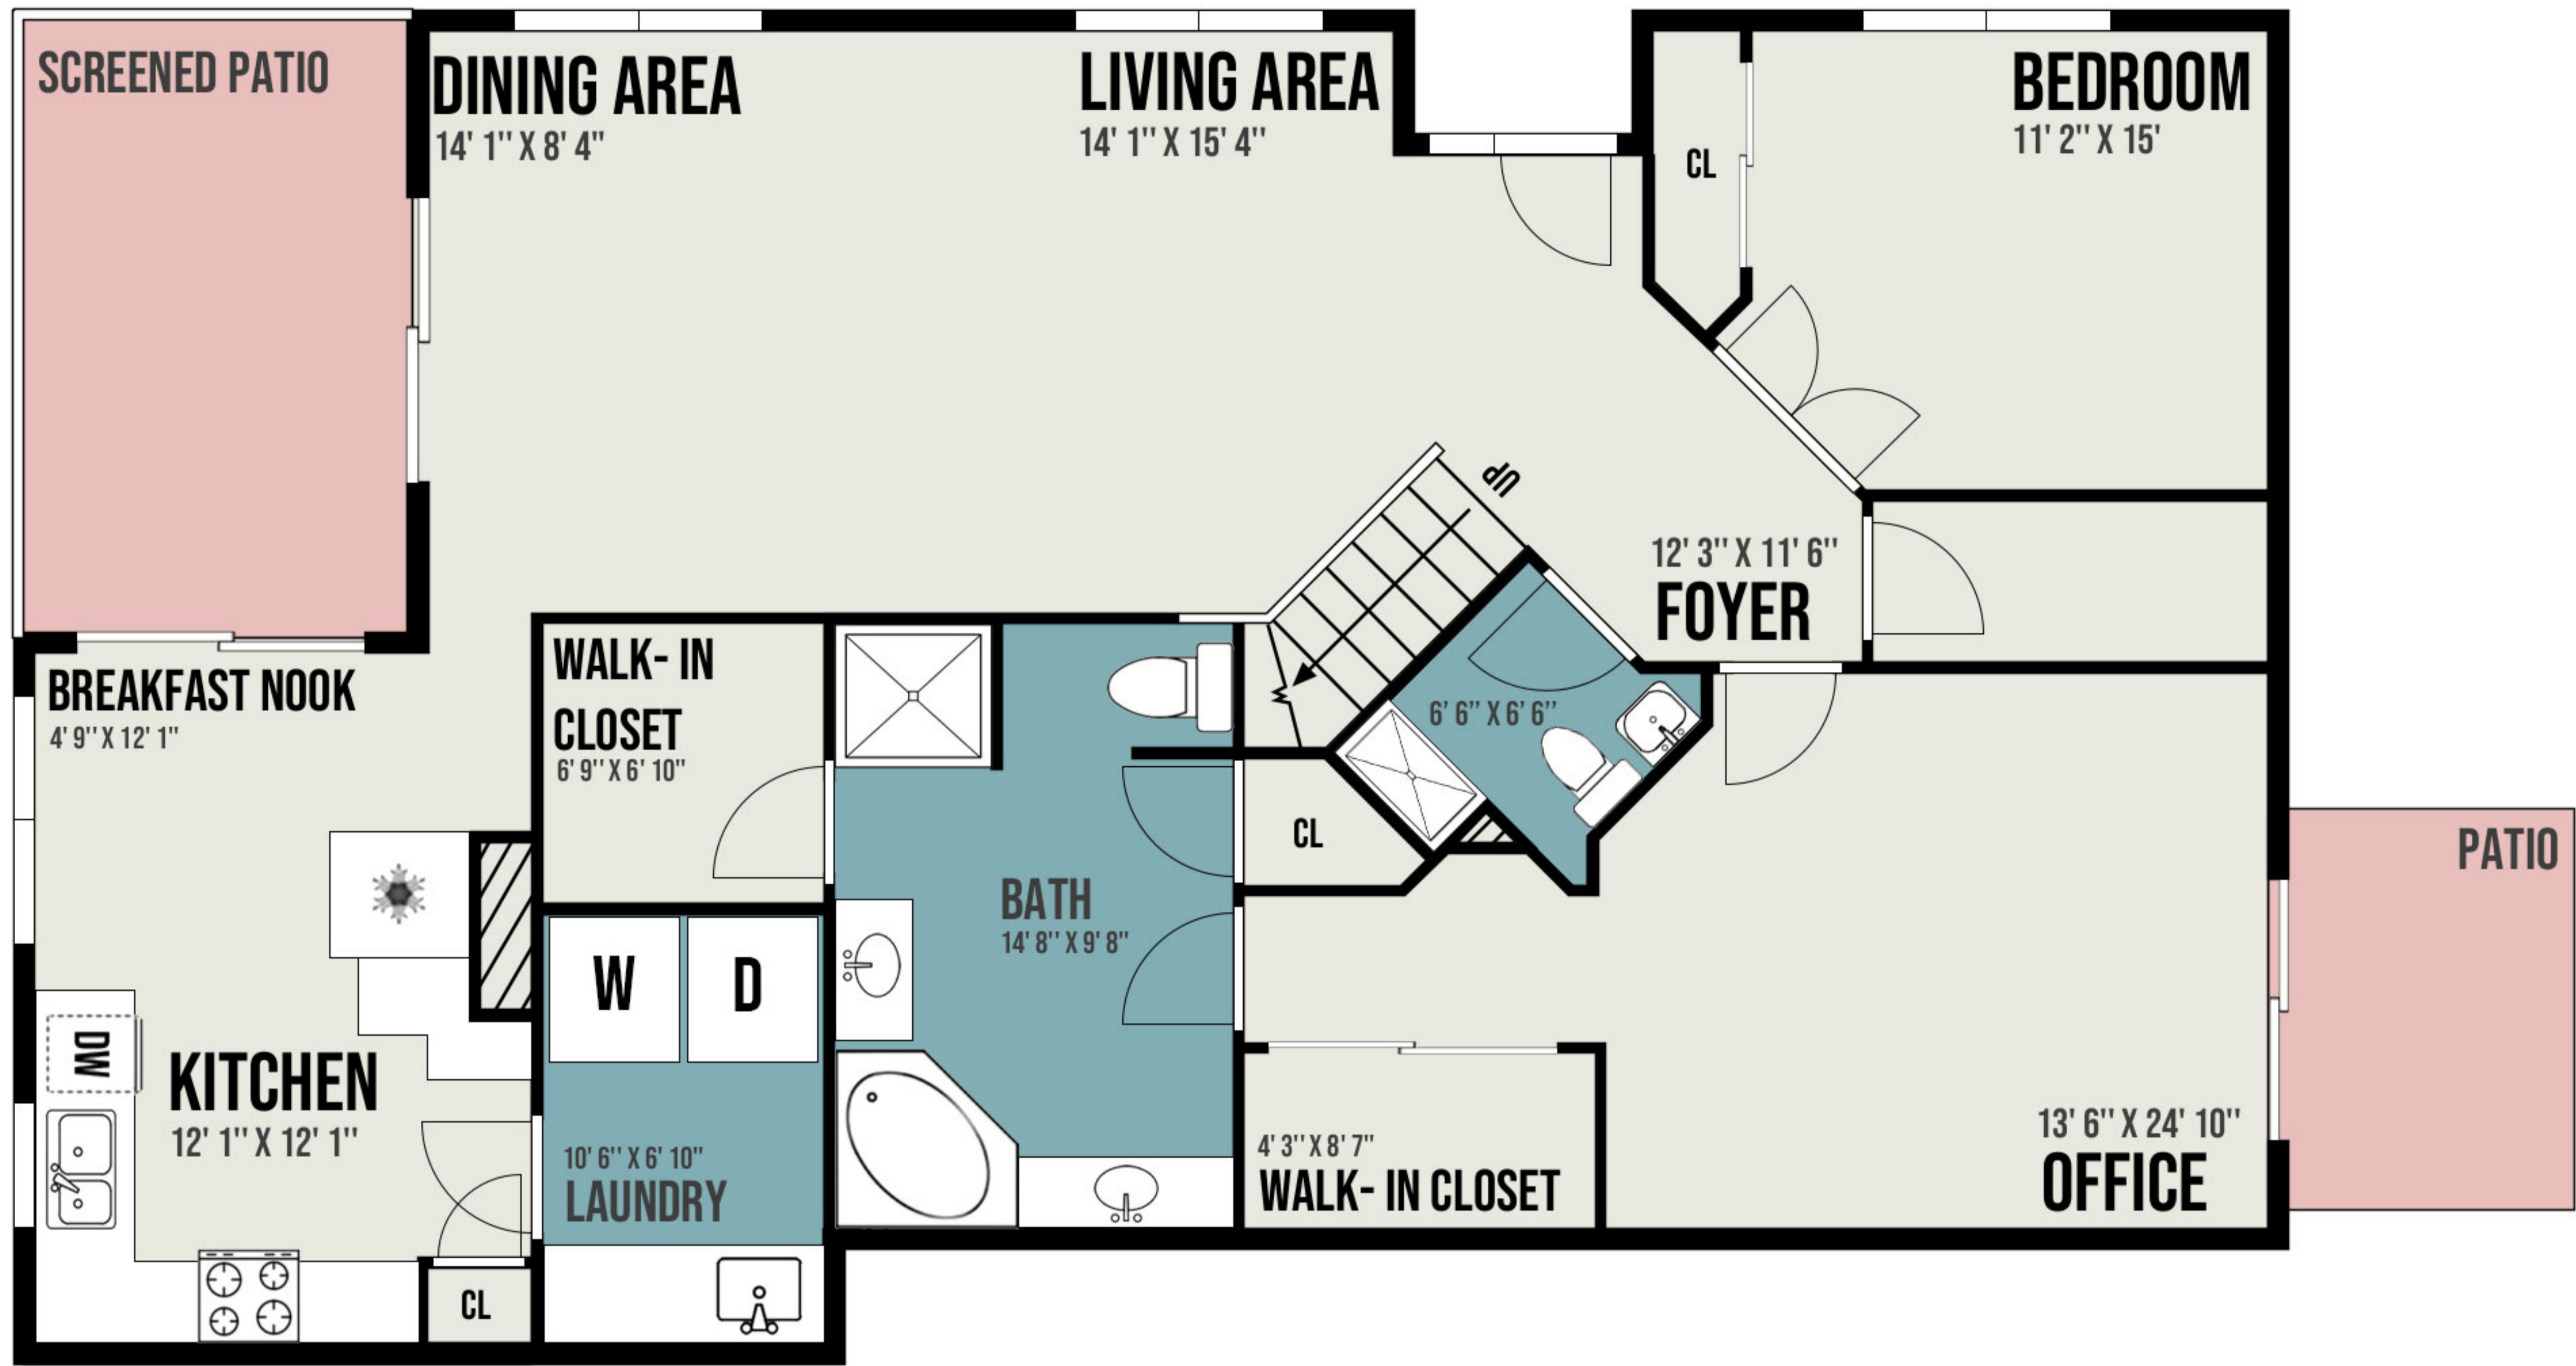 SCREENED PATIO
DINING AREA
14' 1" X 8' 4"
LIVING AREA
14' 1" X 15' 4"
CL
BEDROOM
11' 2" X 15'
UP
12' 3" X 11' 6"
FOYER
BREAKFAST NOOK
4' 9" X 12' 1"
WALK- IN
CLOSET
6' 9" X 6' 10"
6' 6" X 6' 6"
CL
PATIO
BATH
14' 8" X 9' 8"
W
D
DW
KITCHEN
12' 1" X 12' 1"
10' 6" X 6' 10"
LAUNDRY
4' 3" X 8' 7"
WALK- IN CLOSET
13' 6" X 24' 10"
OFFICE
CL